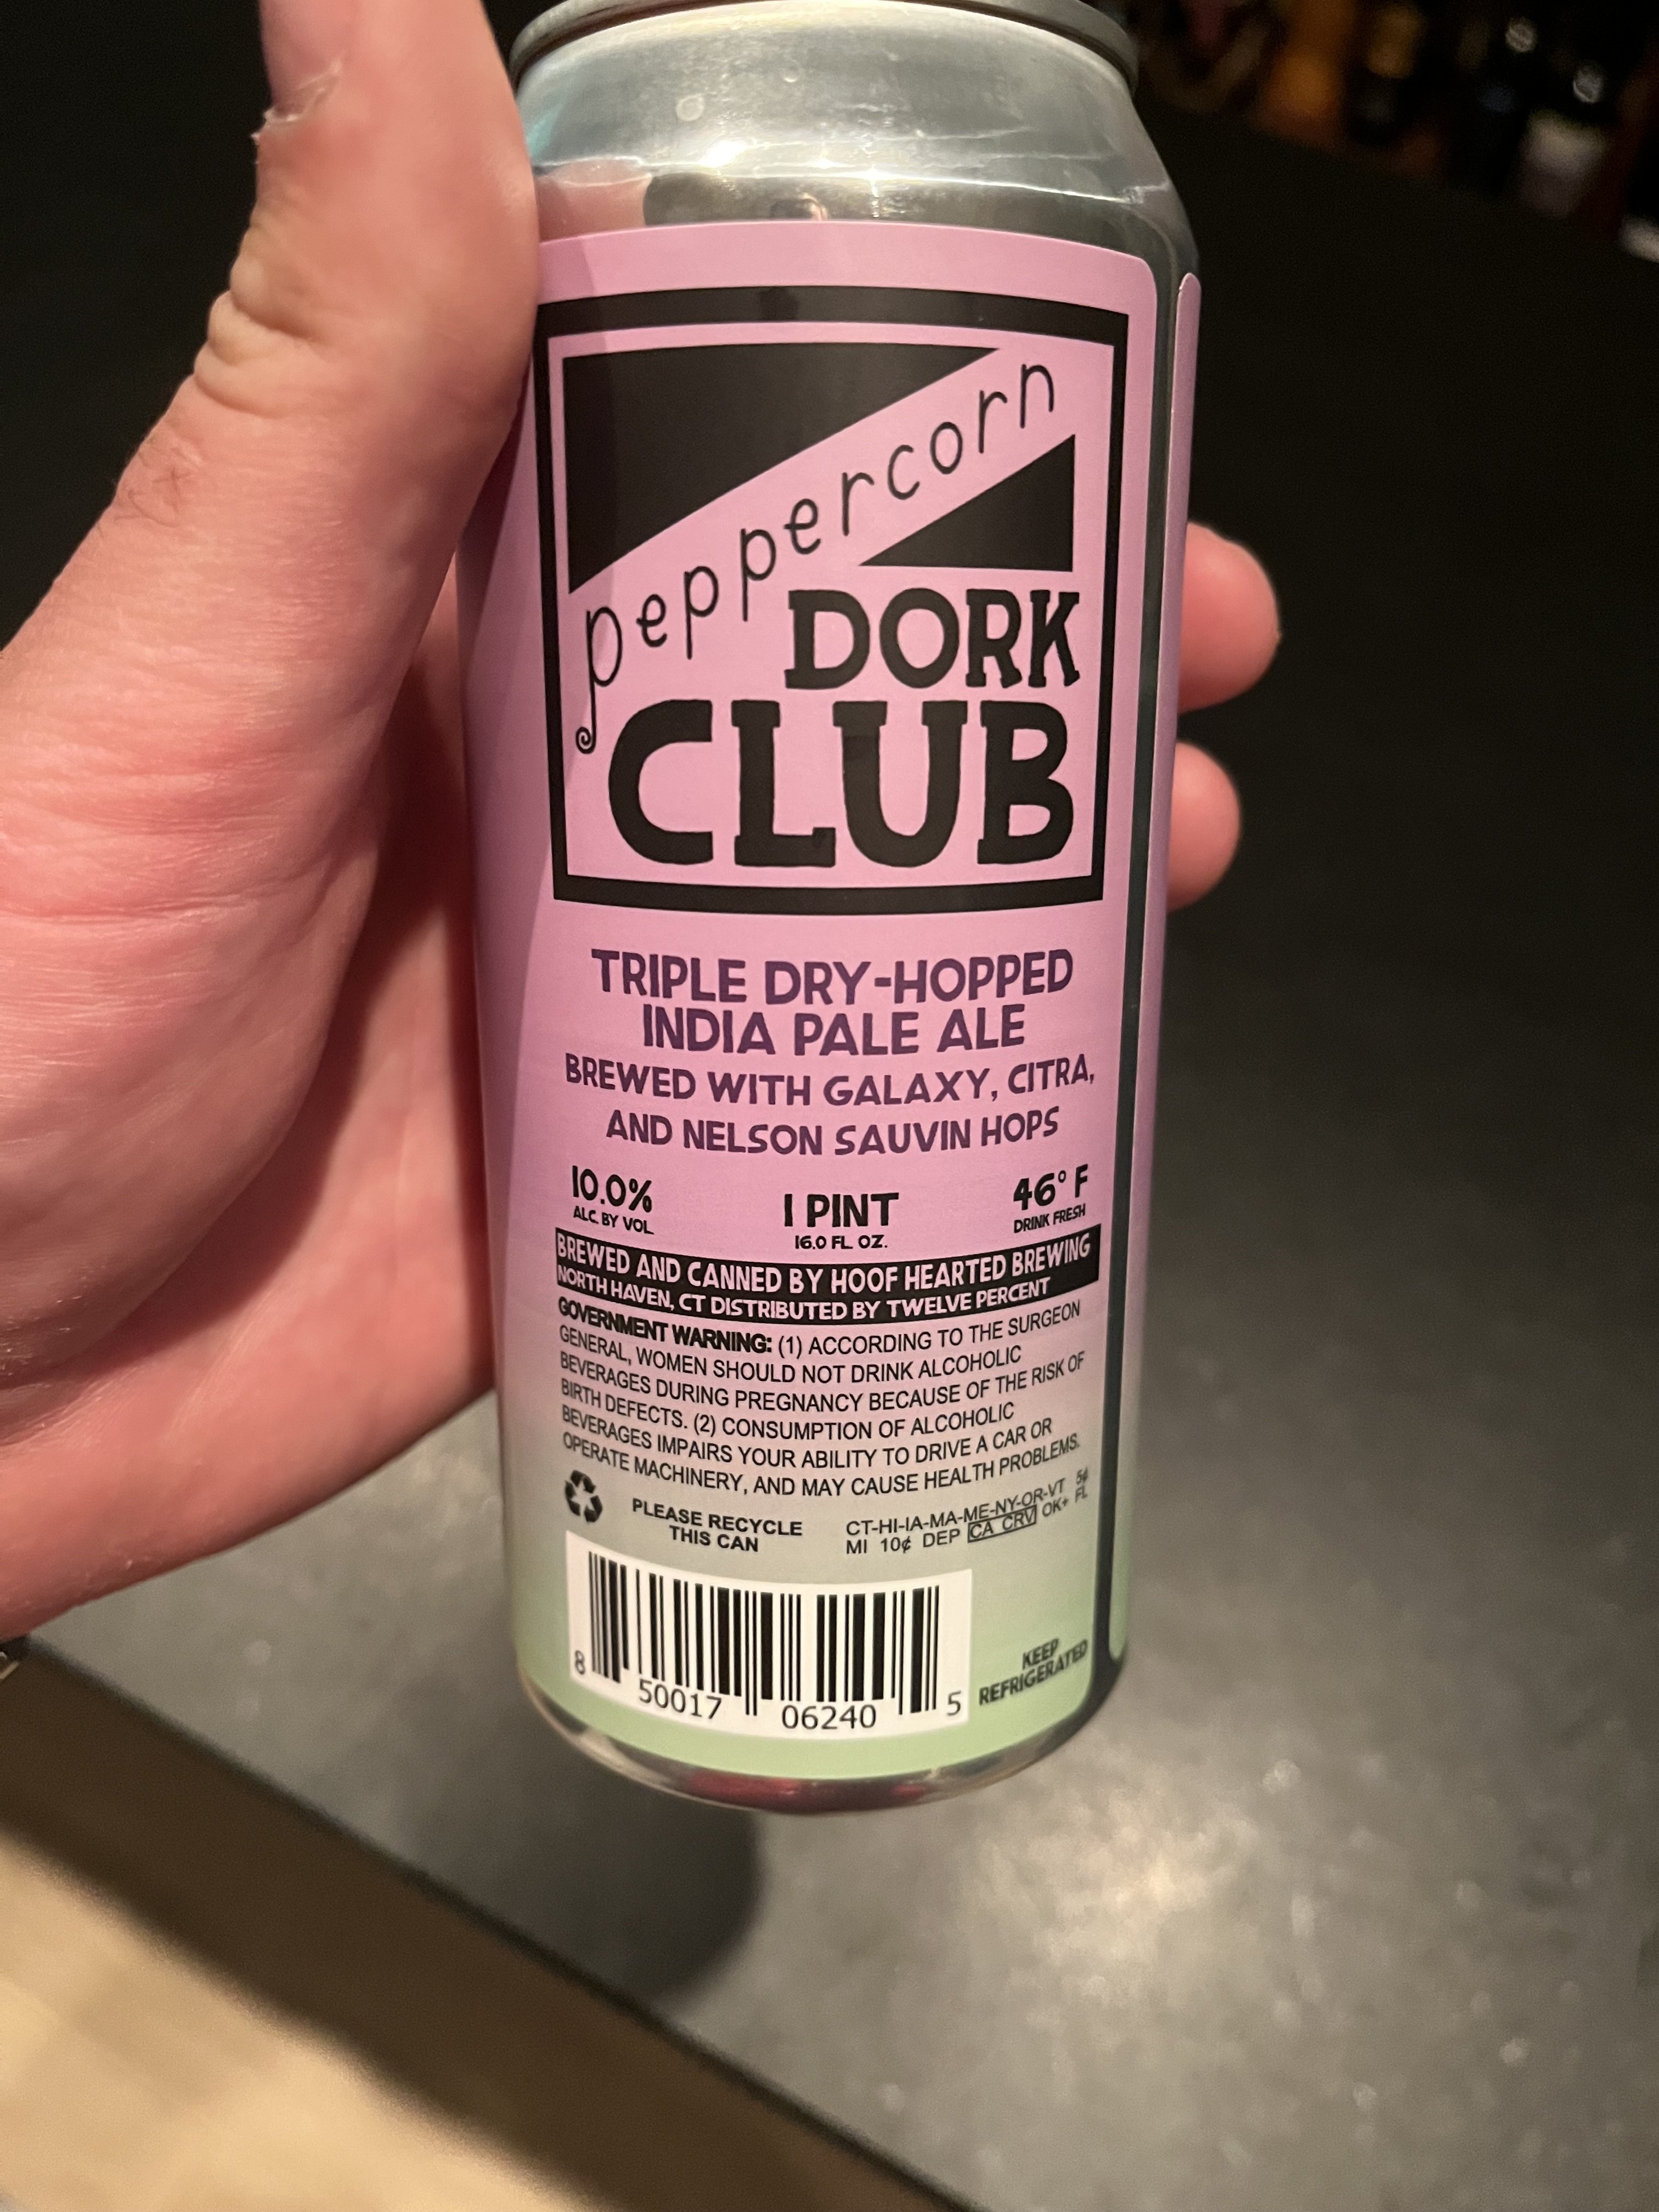 peppercorn
DORK
CLUB
TRIPLE DRY-HOPPED
INDIA PALE ALE
BREWED WITH GALAXY, CITRA,
AND NELSON SAUVIN HOPS
10.0%
ALC. BY VOL.
1 PINT
16.0 FL. OZ.
46° F
DRINK FRESH
BREWED AND CANNED BY HOOF HEARTED BREWING
NORTH HAVEN, CT DISTRIBUTED BY TWELVE PERCENT
GOVERNMENT WARNING: (1) ACCORDING TO THE SURGEON
GENERAL, WOMEN SHOULD NOT DRINK ALCOHOLIC
BEVERAGES DURING PREGNANCY BECAUSE OF THE RISK OF
BIRTH DEFECTS. (2) CONSUMPTION OF ALCOHOLIC
BEVERAGES IMPAIRS YOUR ABILITY TO DRIVE A CAR OR
OPERATE MACHINERY, AND MAY CAUSE HEALTH PROBLEMS.
PLEASE RECYCLE
THIS CAN
CT-HI-IA-MA-ME-NY-OR-VT 5¢
MI 10¢ DEP CA CRV OK+ FL
8 50017 06240 5
KEEP
REFRIGERATED